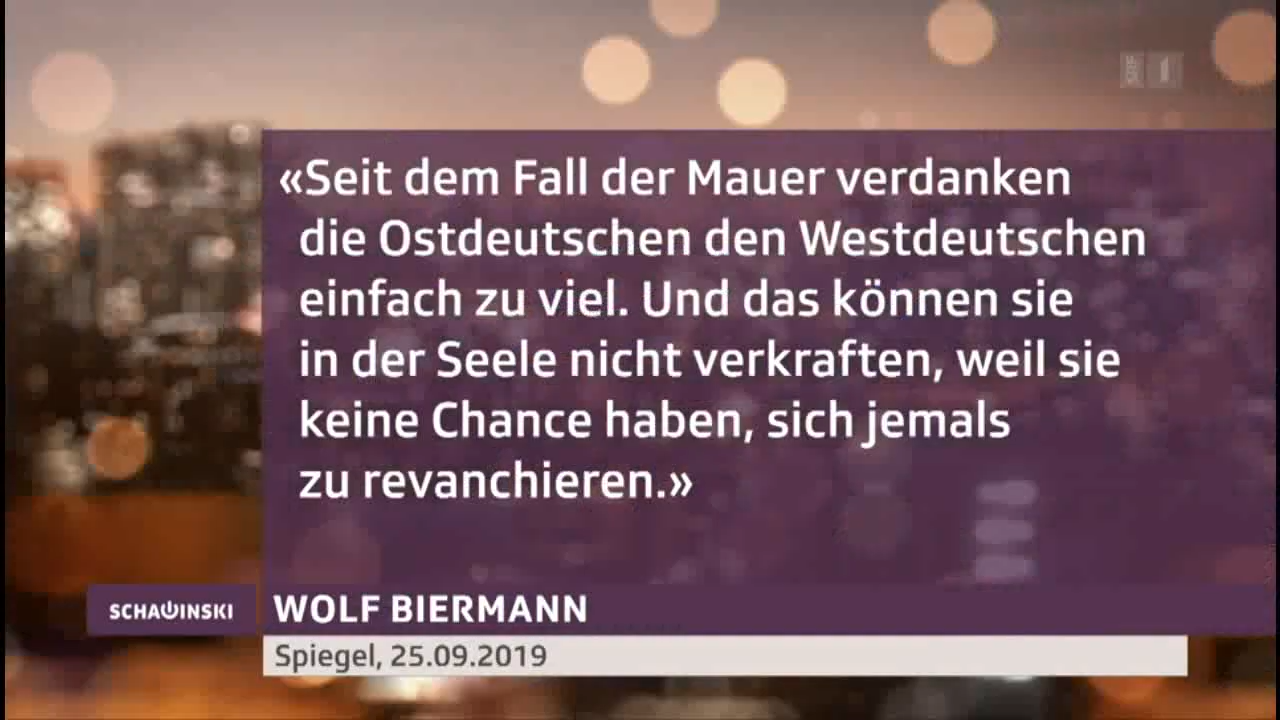 SRF 1
«Seit dem Fall der Mauer verdanken
die Ostdeutschen den Westdeutschen
einfach zu viel. Und das können sie
in der Seele nicht verkraften, weil sie
keine Chance haben, sich jemals
zu revanchieren.»
SCHAWINSKI
WOLF BIERMANN
Spiegel, 25.09.2019